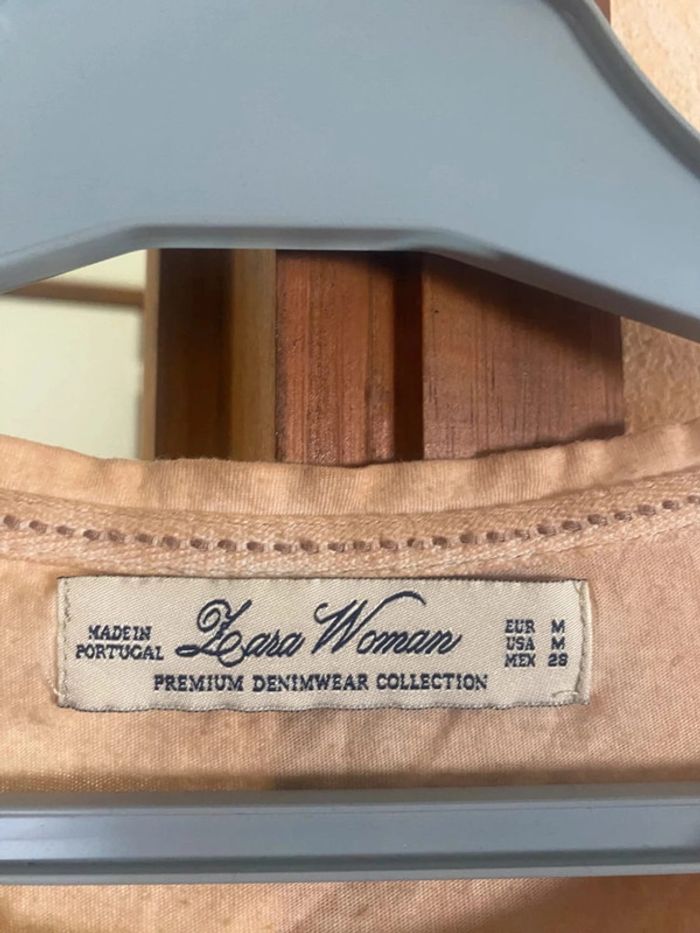 MADE IN
PORTUGAL
Zara Woman
PREMIUM DENIMWEAR COLLECTION
EUR M
USA M
MEX 28